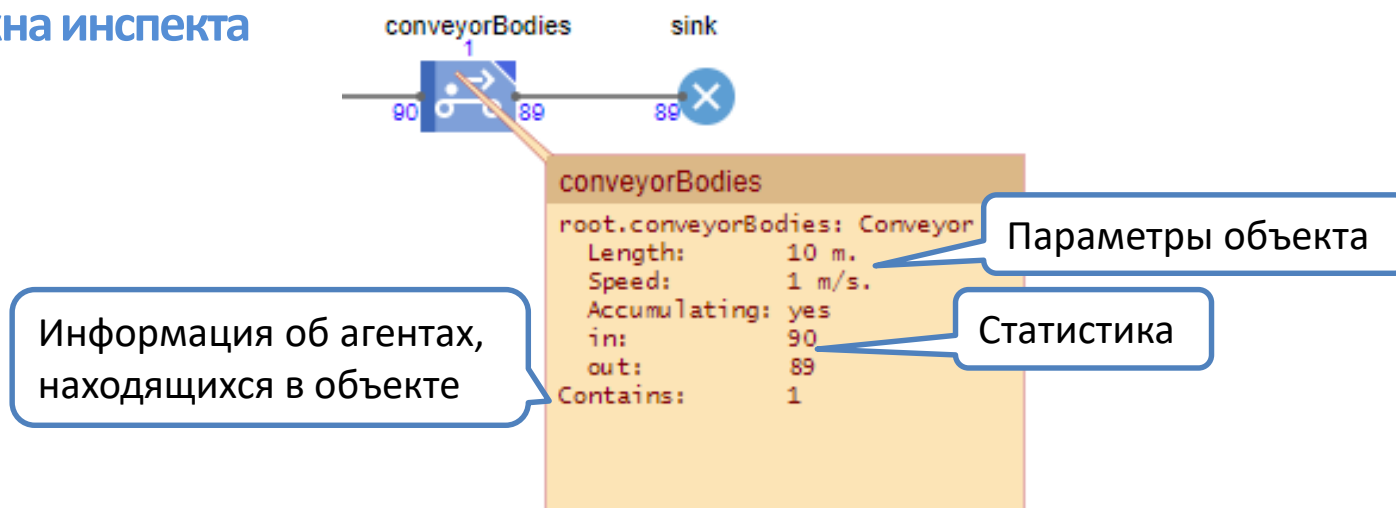 на инспекта
conveyorBodies
sink
1
90
89
89
conveyorBodies
root.conveyorBodies: Conveyor
Length: 10 m.
Speed: 1 m/s.
Accumulating: yes
in: 90
out: 89
Contains: 1
Параметры объекта
Статистика
Информация об агентах,
находящихся в объекте